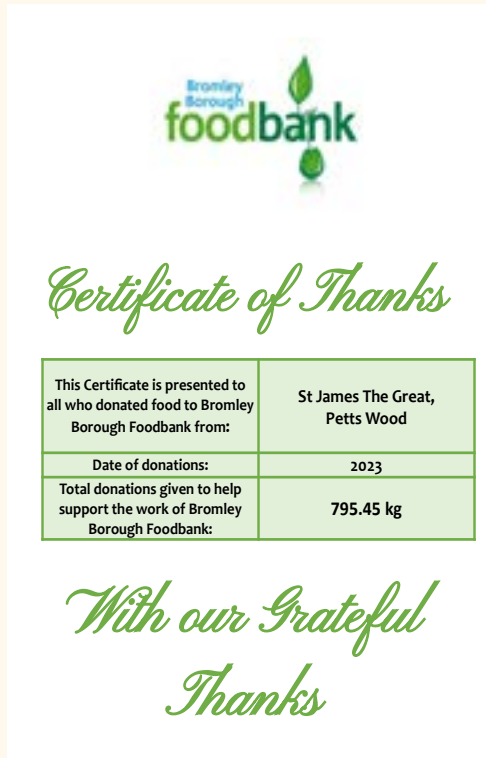 Bromley
Borough
foodbank
Certificate of Thanks
This Certificate is presented to
all who donated food to Bromley
Borough Foodbank from:
St James The Great,
Petts Wood
Date of donations:
2023
Total donations given to help
support the work of Bromley
Borough Foodbank:
795.45 kg
With our Grateful
Thanks